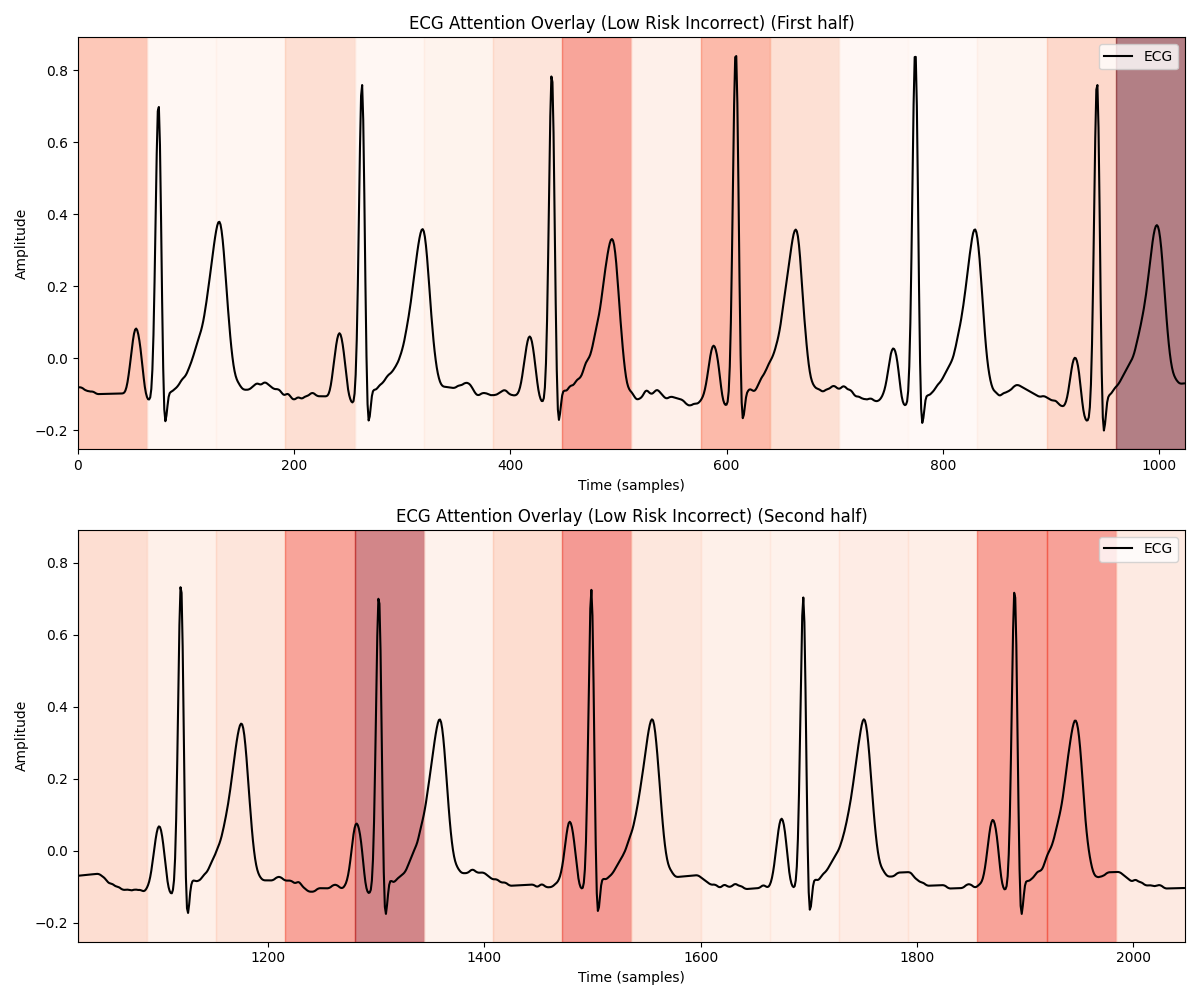 ECG Attention Overlay (Low Risk Incorrect) (First half)
ECG
0.8
0.6
0.4
0.2
0.0
−0.2
Amplitude
0 200 400 600 800 1000
Time (samples)
ECG Attention Overlay (Low Risk Incorrect) (Second half)
ECG
0.8
0.6
0.4
0.2
0.0
−0.2
Amplitude
1200 1400 1600 1800 2000
Time (samples)